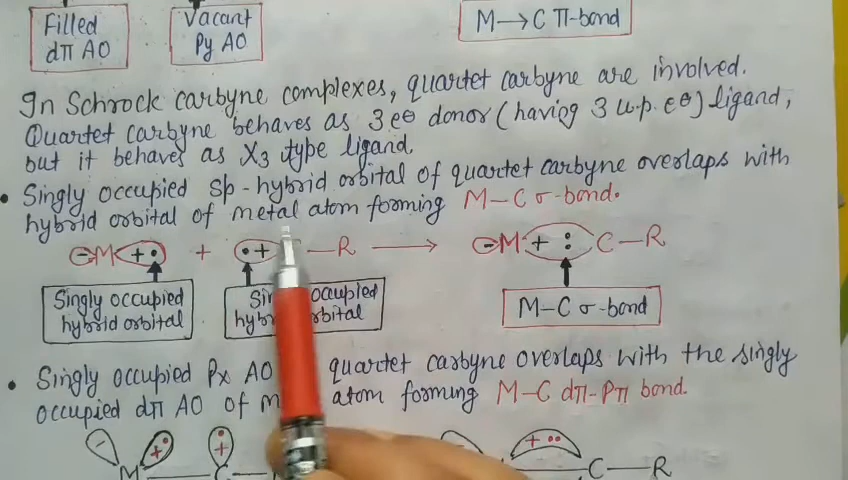 Filled
dπ AO
Vacant
Py AO
M→C π-bond
In Schrock carbyne complexes, quartet carbyne are involved.
Quartet carbyne behaves as 3e⊖ donor (having 3 u.p. e⊖) ligand,
but it behaves as X3 type ligand.
• Singly occupied sp-hybrid orbital of quartet carbyne overlaps with
hybrid orbital of metal atom forming M-C σ-bond.
⊖M + • + • + —R → ⊖M + : C—R
Singly occupied
hybrid orbital
occupied
orbital
M-C σ-bond
• Singly occupied Px AO quartet carbyne overlaps with the singly
occupied dπ AO of atom forming M-C dπ-Pπ bond.
- + • • + + ••
M C C—R